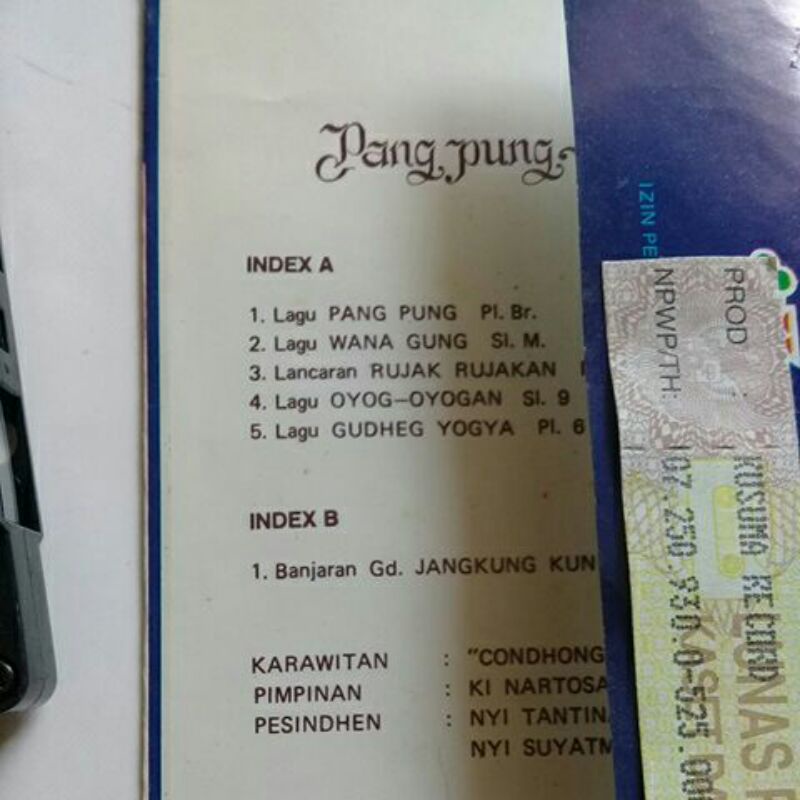 Pang pung
INDEX A
1. Lagu PANG PUNG Pl. Br.
2. Lagu WANA GUNG Sl. M.
3. Lancaran RUJAK RUJAKAN
4. Lagu OYOG–OYOGAN Sl. 9
5. Lagu GUDHEG YOGYA Pl. 6
INDEX B
1. Banjaran Gd. JANGKUNG KUN
KARAWITAN : "CONDHONG
PIMPINAN : KI NARTOSA
PESINDHEN : NYI TANTIN
NYI SUYATM
IZIN PE
PROD : KUSUMA RECORD
NPWP/TH: 107.250.930.0-525.00
LUNAS P
KASET